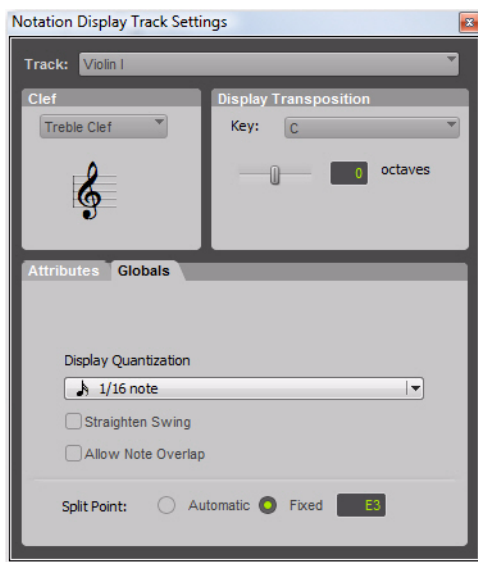 Notation Display Track Settings
Track: Violin I
Clef
Display Transposition
Treble Clef
Key: C
0 octaves
Attributes Globals
Display Quantization
1/16 note
Straighten Swing
Allow Note Overlap
Split Point: Automatic Fixed E3